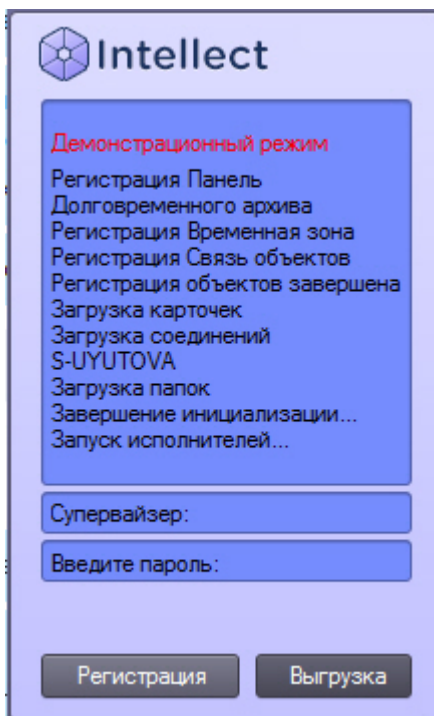 Intellect
Демонстрационный режим
Регистрация Панель
Долговременного архива
Регистрация Временная зона
Регистрация Связь объектов
Регистрация объектов завершена
Загрузка карточек
Загрузка соединений
S-UYUTOVA
Загрузка папок
Завершение инициализации...
Запуск исполнителей...
Супервайзер:
Введите пароль:
Регистрация
Выгрузка